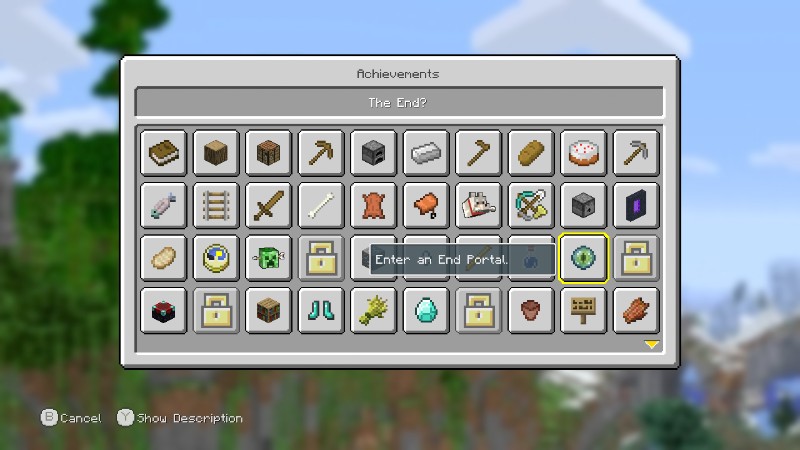 Achievements
The End?
Enter an End Portal.
B Cancel Y Show Description